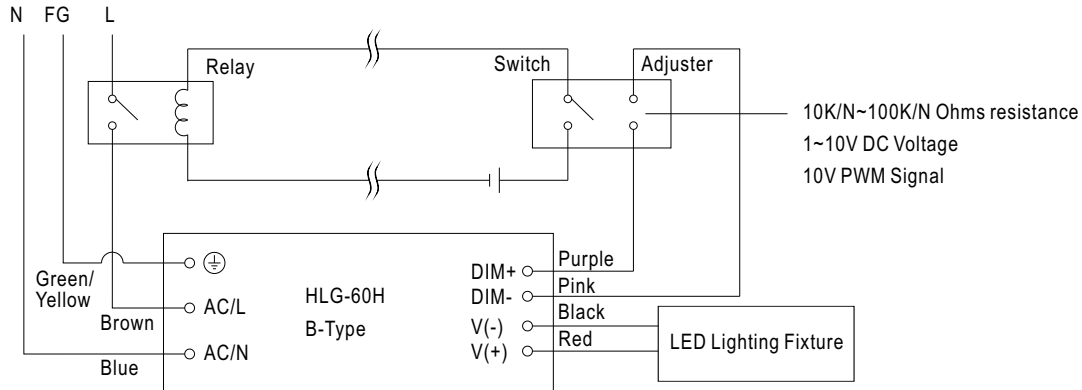 N FG L
Relay
Switch
Adjuster
10K/N~100K/N Ohms resistance
1~10V DC Voltage
10V PWM Signal
Green/
Yellow
Brown
Blue
AC/L
AC/N
HLG-60H
B-Type
DIM+
DIM-
V(-)
V(+)
Purple
Pink
Black
Red
LED Lighting Fixture